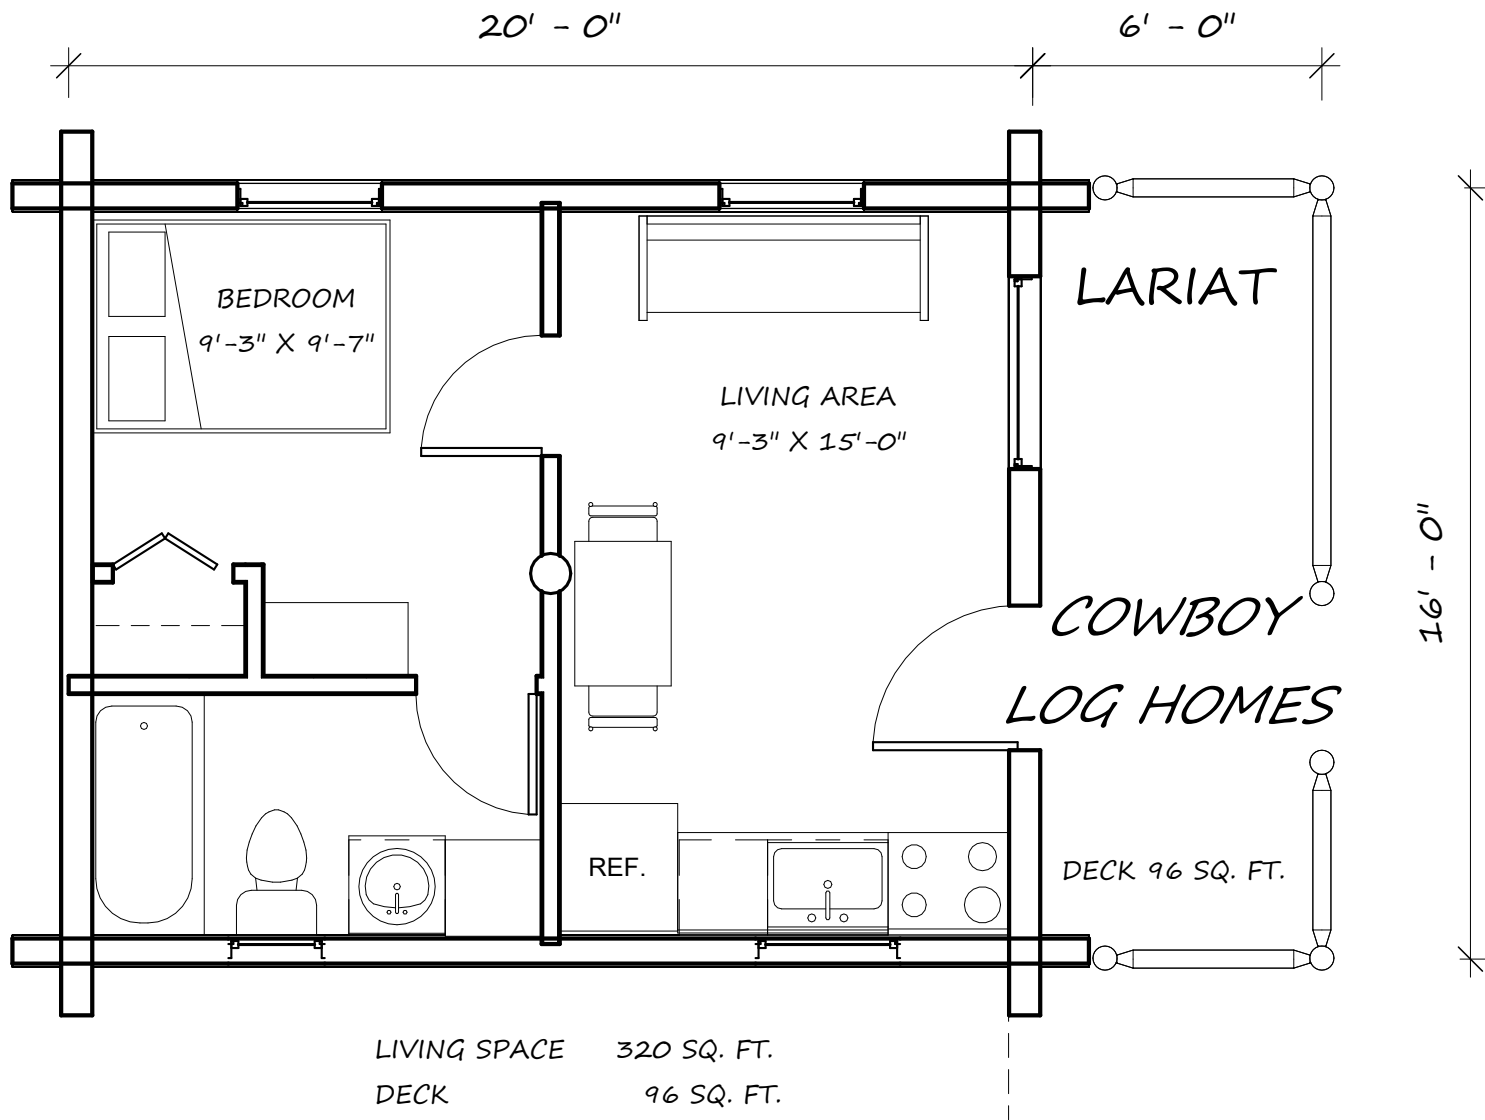 20' - 0"
6' - 0"
LARIAT
BEDROOM
9'-3" X 9'-7"
LIVING AREA
9'-3" X 15'-0"
16' - 0"
COWBOY
LOG HOMES
REF.
DECK 96 SQ. FT.
LIVING SPACE 320 SQ. FT.
DECK 96 SQ. FT.